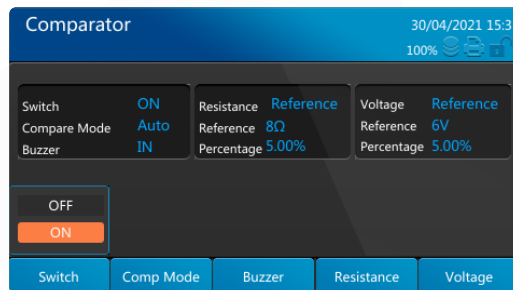 Comparator
30/04/2021 15:3
100%
Switch ON
Compare Mode Auto
Buzzer IN
Resistance Reference
Reference 8Ω
Percentage 5.00%
Voltage Reference
Reference 6V
Percentage 5.00%
OFF
ON
Switch Comp Mode Buzzer Resistance Voltage